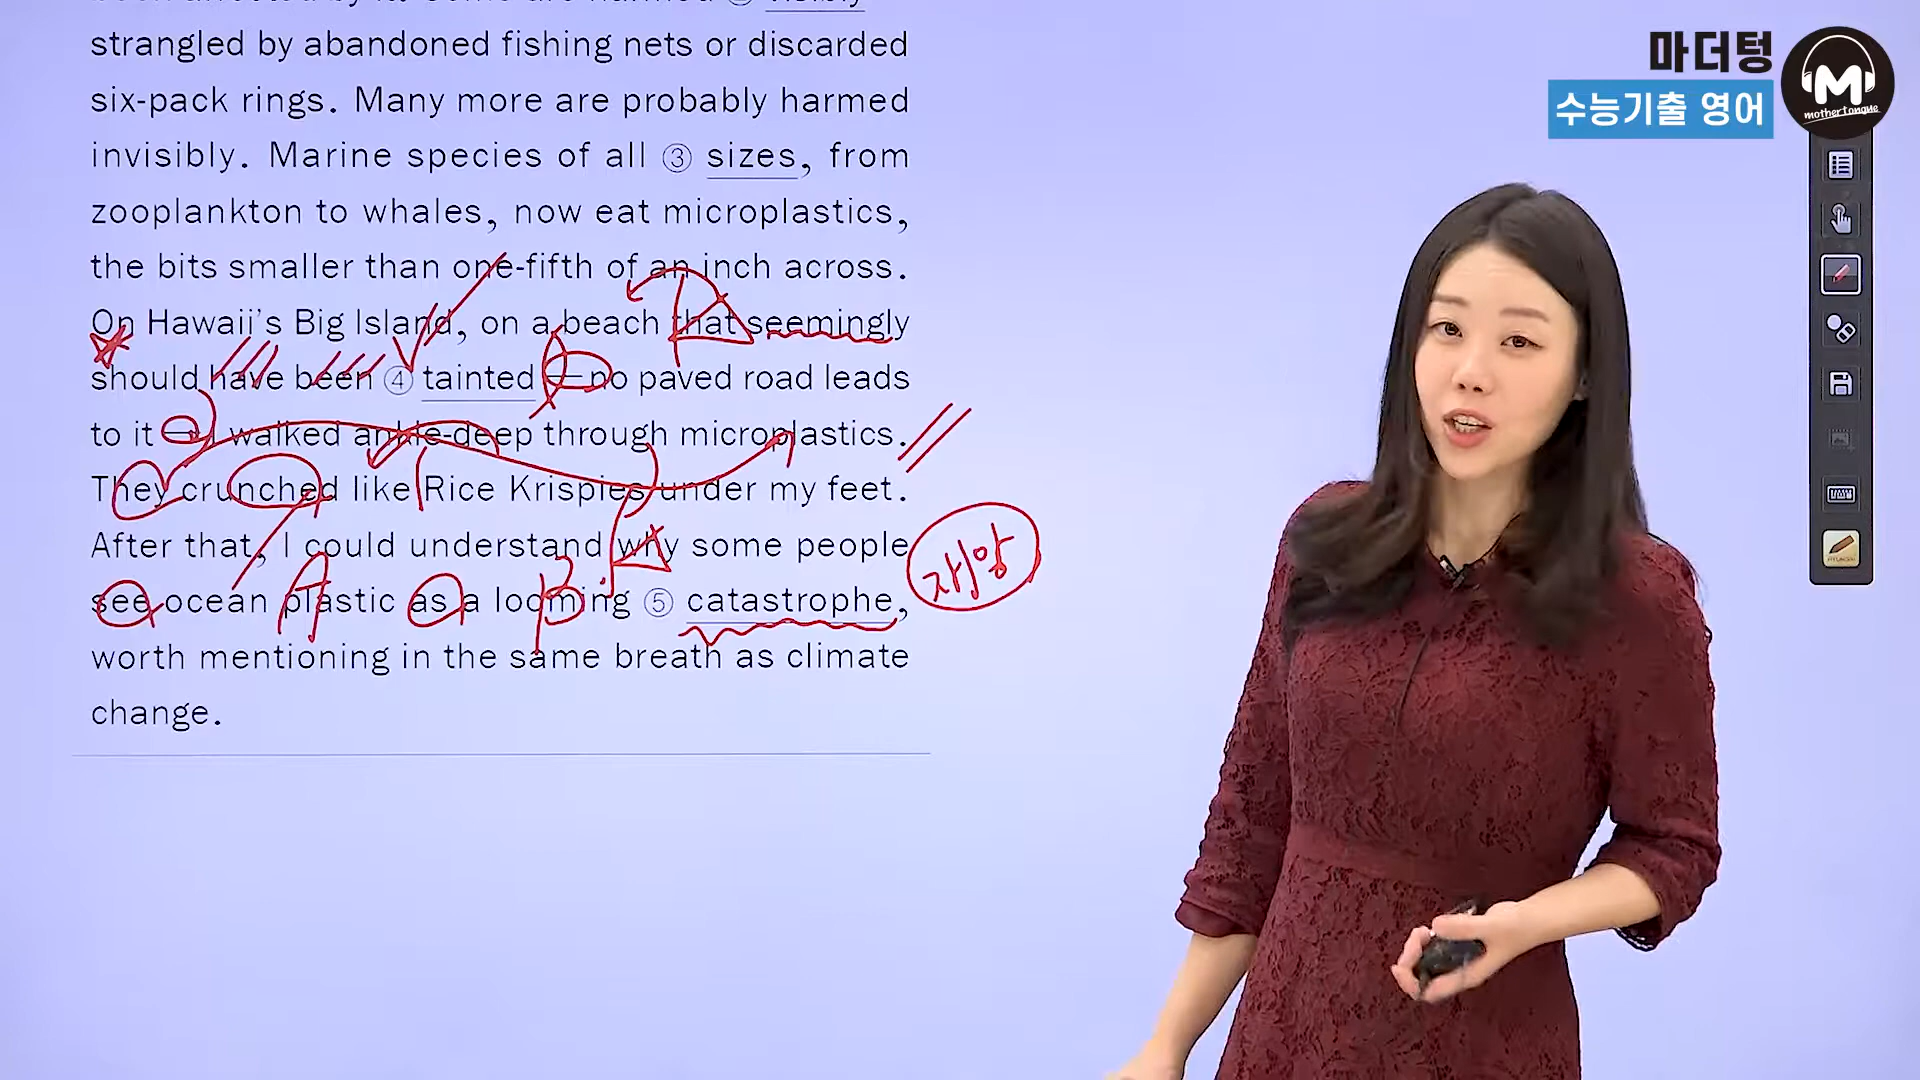 strangled by abandoned fishing nets or discarded
six-pack rings. Many more are probably harmed
invisibly. Marine species of all ③ sizes, from
zooplankton to whales, now eat microplastics,
the bits smaller than one-fifth of an inch across.
On Hawaii's Big Island, on a beach that seemingly
should have been ④ tainted — no paved road leads
to it — I walked ankle-deep through microplastics.
They crunched like Rice Krispies under my feet.
After that, I could understand why some people
see ocean plastic as a looming ⑤ catastrophe,
worth mentioning in the same breath as climate
change.
재앙
A
B
마더텅
수능기출 영어
M
mothertongue